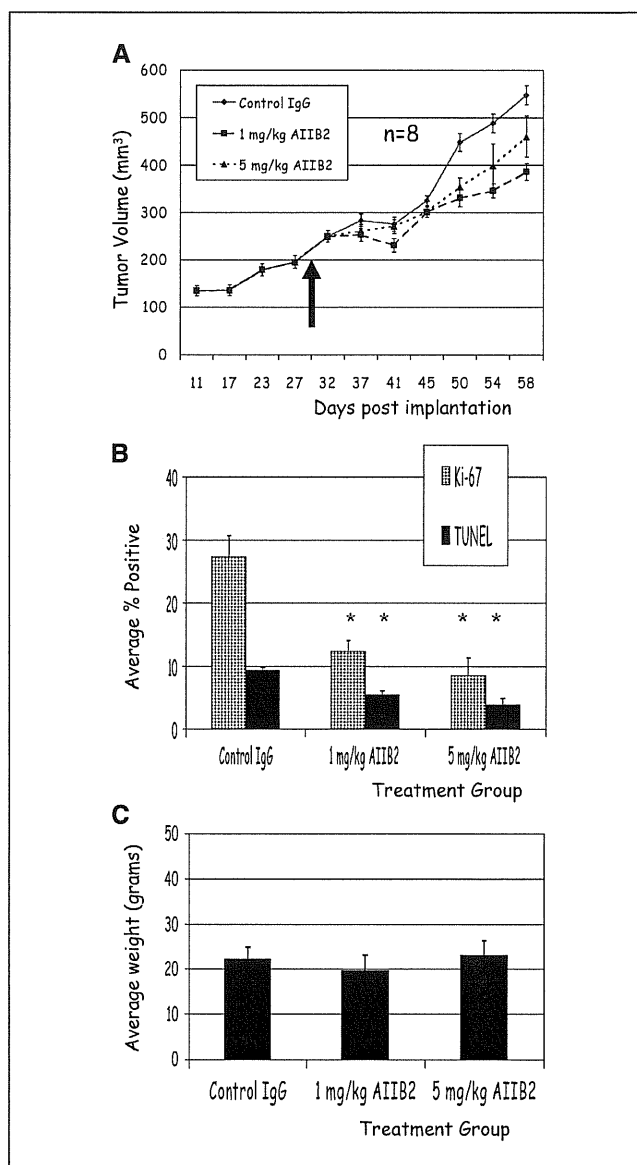 A
600
500
400
300
200
100
0
Tumor Volume (mm³)
Control IgG
1 mg/kg AIIB2
5 mg/kg AIIB2
n=8
11 17 23 27 32 37 41 45 50 54 58
Days post implantation
B
40
30
20
10
0
Average % Positive
Ki-67
TUNEL
* * * *
Control IgG 1 mg/kg AIIB2 5 mg/kg AIIB2
Treatment Group
C
50
40
30
20
10
0
Average weight (grams)
Control IgG 1 mg/kg AIIB2 5 mg/kg AIIB2
Treatment Group